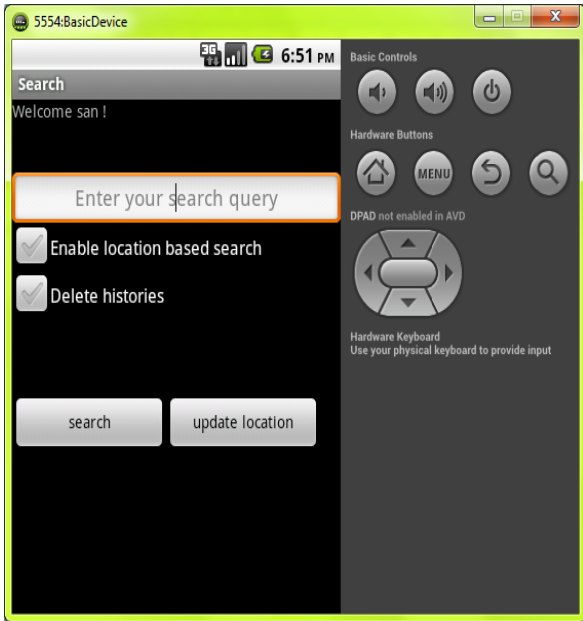 5554:BasicDevice
3G 6:51 PM
Search
Welcome san !
Enter your search query
Enable location based search
Delete histories
search update location
Basic Controls
Hardware Buttons
MENU
DPAD not enabled in AVD
Hardware Keyboard
Use your physical keyboard to provide input